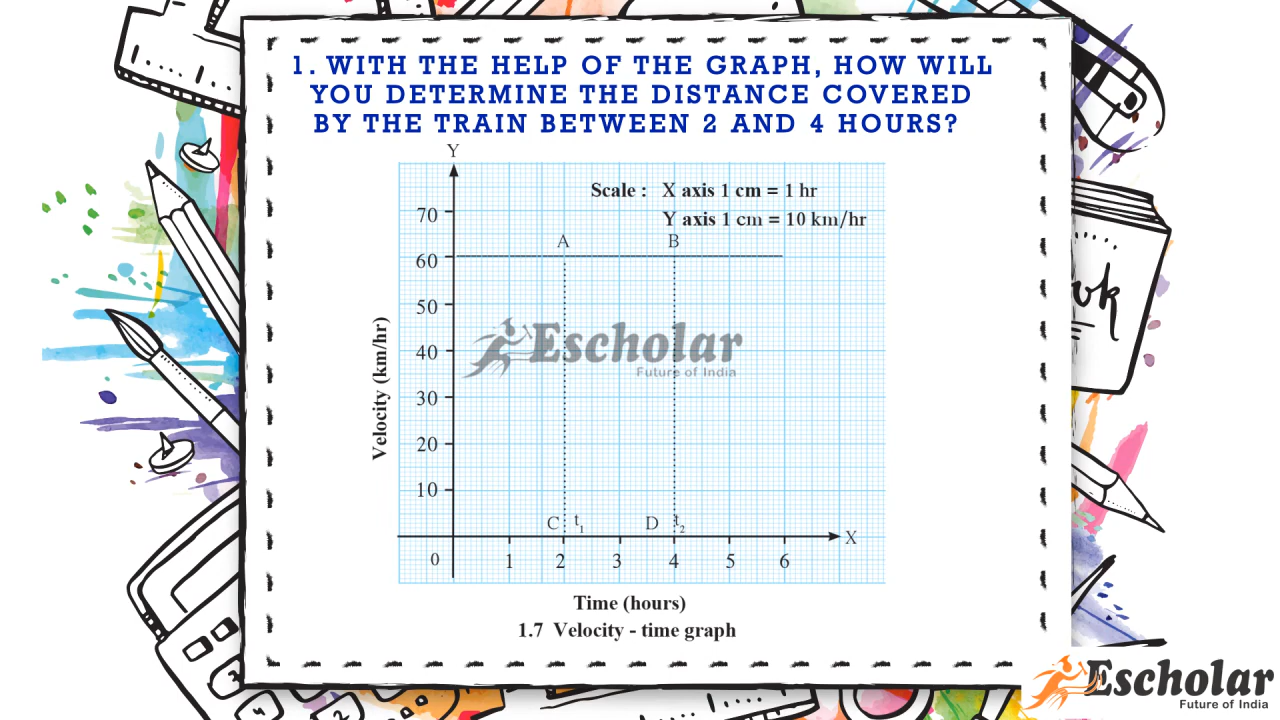 1. WITH THE HELP OF THE GRAPH, HOW WILL
YOU DETERMINE THE DISTANCE COVERED
BY THE TRAIN BETWEEN 2 AND 4 HOURS?
Y
Scale : X axis 1 cm = 1 hr
Y axis 1 cm = 10 km/hr
70
A B
60
50
Escholar
Future of India
40
30
20
10
Velocity (km/hr)
C t1 D t2
X
0 1 2 3 4 5 6
Time (hours)
1.7 Velocity - time graph
Escholar
Future of India